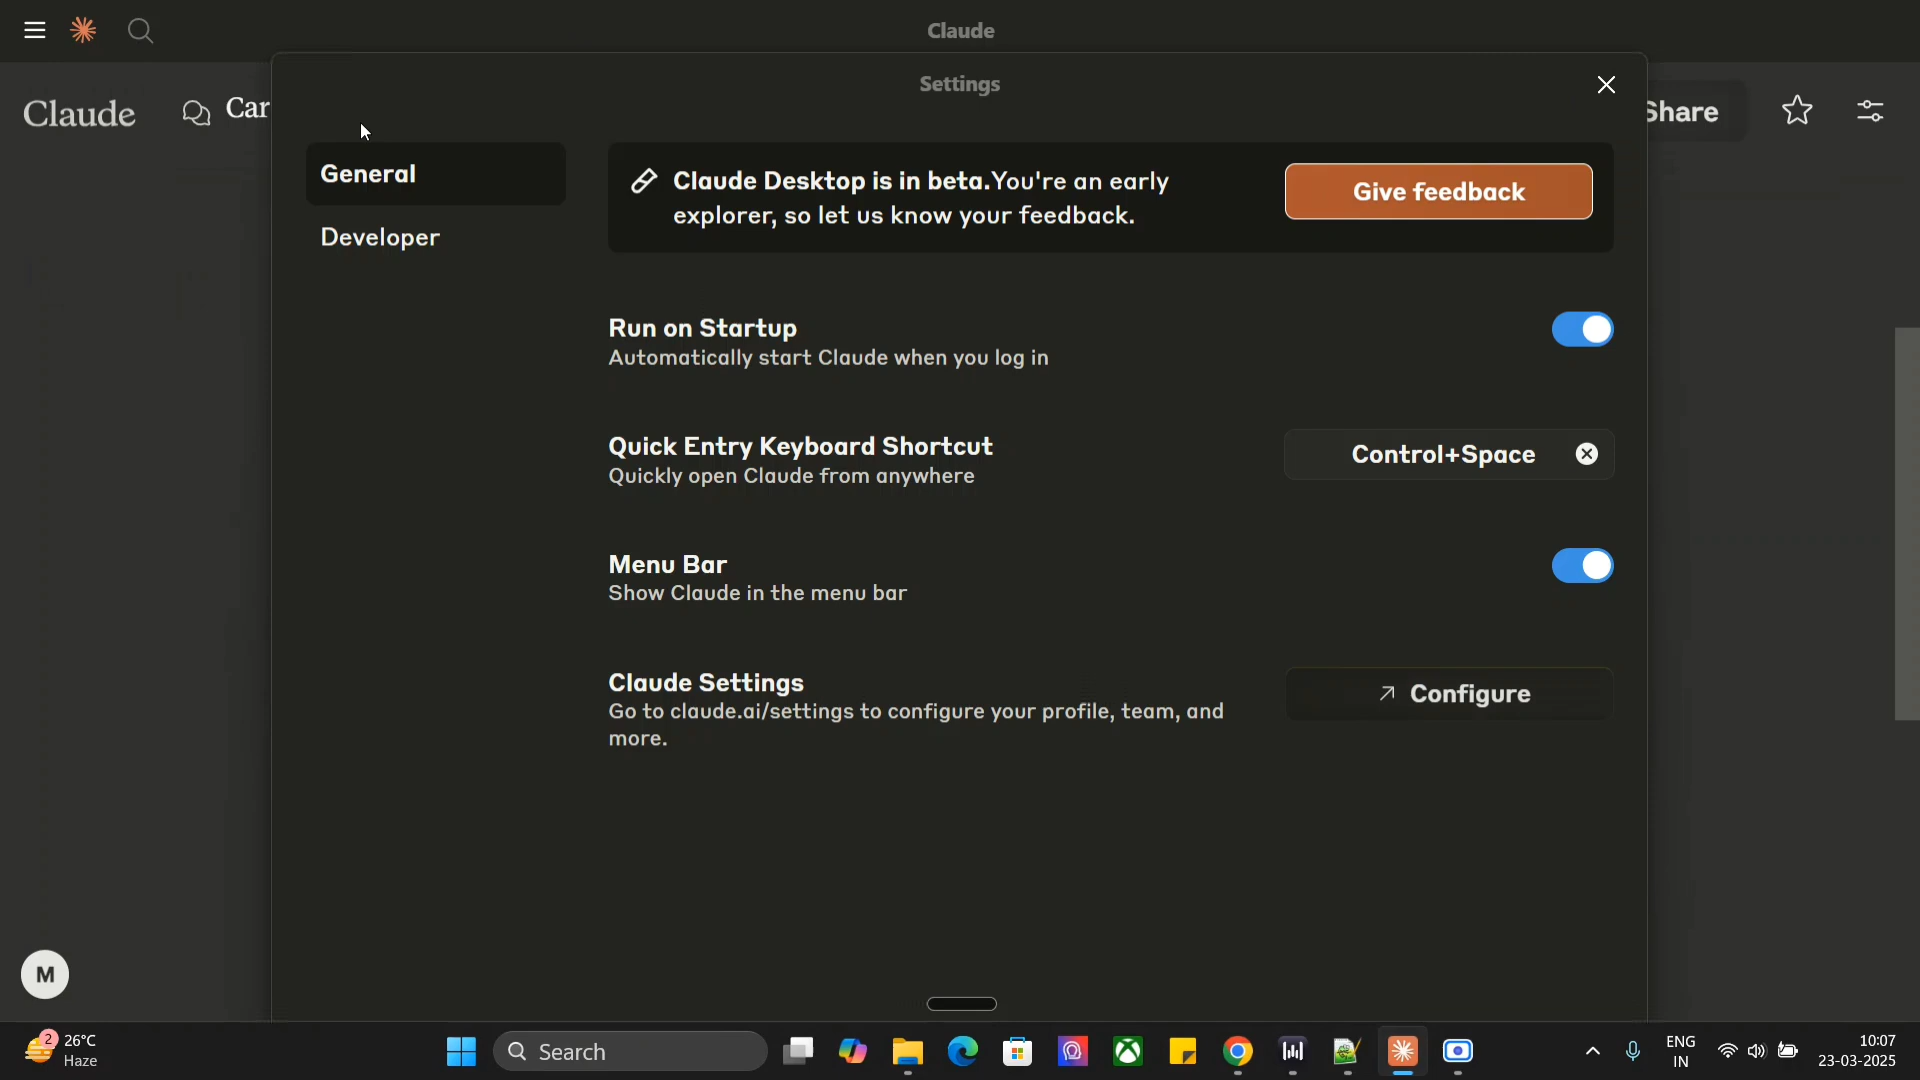 Claude
Settings
Claude
Car
Share
General
Developer
Claude Desktop is in beta.You're an early
explorer, so let us know your feedback.
Give feedback
Run on Startup
Automatically start Claude when you log in
Quick Entry Keyboard Shortcut
Quickly open Claude from anywhere
Control+Space
Menu Bar
Show Claude in the menu bar
Claude Settings
Go to claude.ai/settings to configure your profile, team, and
more.
Configure
M
2
26°C
Haze
Search
ENG
IN
10:07
23-03-2025